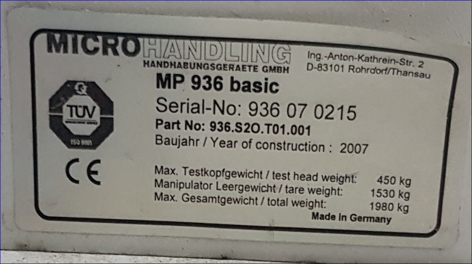 MICROHANDLING
HANDHABUNGSGERAETE GMBH
Ing.-Anton-Kathrein-Str. 2
D-83101 Rohrdorf/Thansau
MP 936 basic
Serial-No: 936 07 0215
Part No: 936.S2O.T01.001
Baujahr / Year of construction : 2007
TÜV
ISO 9001
CE
Max. Testkopfgewicht / test head weight: 450 kg
Manipulator Leergewicht / tare weight: 1530 kg
Max. Gesamtgewicht / total weight: 1980 kg
Made in Germany